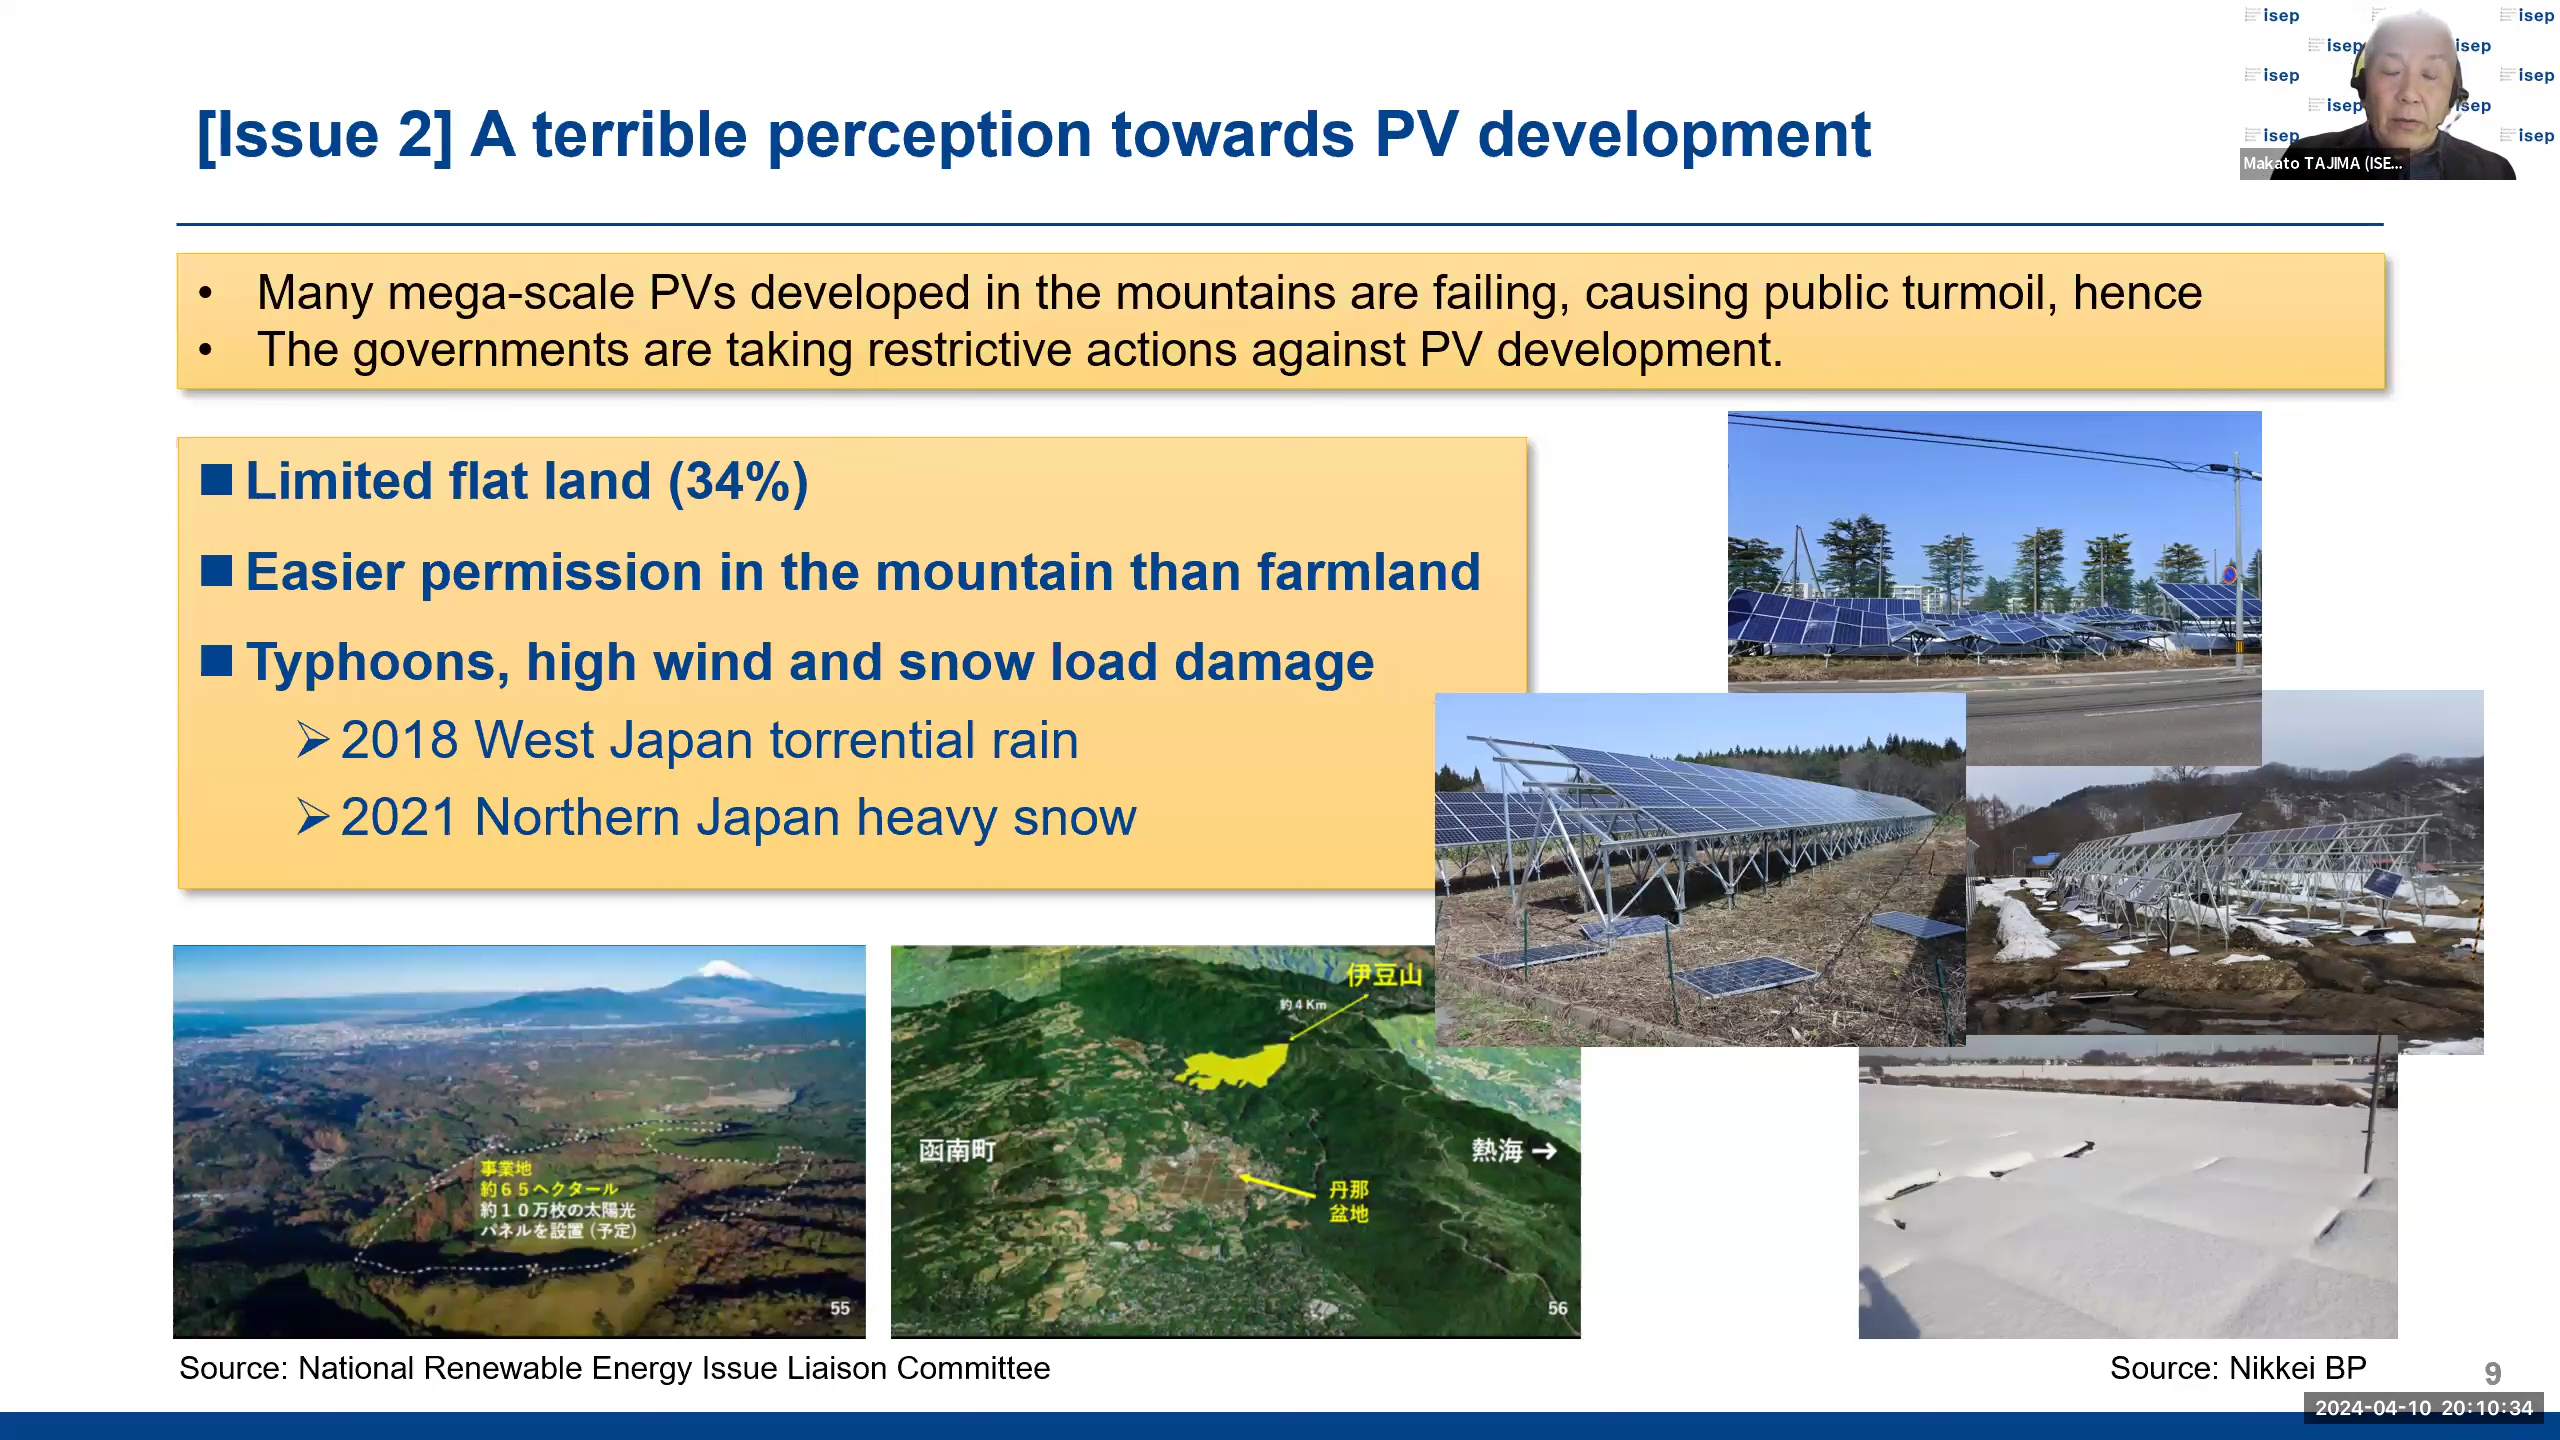 isep isep
isep isep
isep isep
isep isep
isep isep
Makato TAJIMA (ISE...
[Issue 2] A terrible perception towards PV development
• Many mega-scale PVs developed in the mountains are failing, causing public turmoil, hence
• The governments are taking restrictive actions against PV development.
■ Limited flat land (34%)
■ Easier permission in the mountain than farmland
■ Typhoons, high wind and snow load damage
➢ 2018 West Japan torrential rain
➢ 2021 Northern Japan heavy snow
事業地
約６５ヘクタール
約１０万枚の太陽光
パネルを設置（予定）
55
伊豆山
約４Km
函南町
熱海 →
丹那
盆地
56
Source: National Renewable Energy Issue Liaison Committee
Source: Nikkei BP
9
2024-04-10 20:10:34